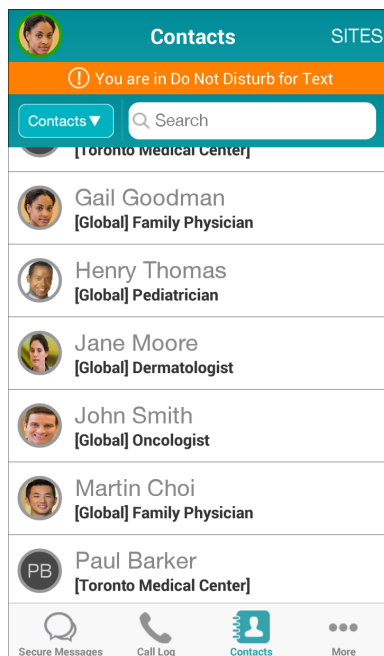 Contacts SITES
You are in Do Not Disturb for Text
Contacts▼ Search
[Toronto Medical Center]
Gail Goodman
[Global] Family Physician
Henry Thomas
[Global] Pediatrician
Jane Moore
[Global] Dermatologist
John Smith
[Global] Oncologist
Martin Choi
[Global] Family Physician
PB Paul Barker
[Toronto Medical Center]
Secure Messages Call Log Contacts More